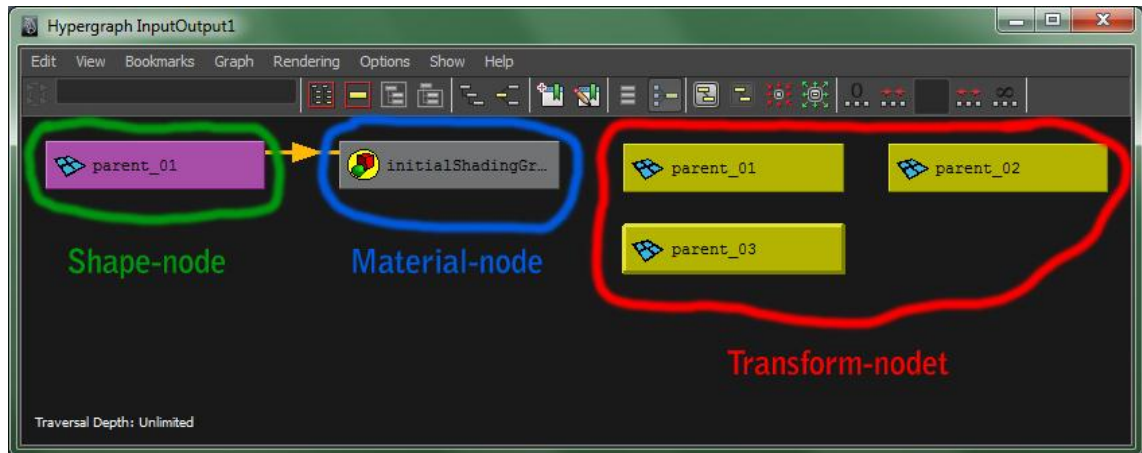 Hypergraph InputOutput1
Edit View Bookmarks Graph Rendering Options Show Help
parent_01 initialShadingGr... parent_01 parent_02
parent_03
Shape-node Material-node
Transform-nodet
Traversal Depth: Unlimited